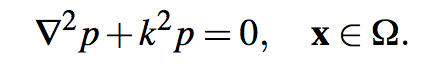 ∇²p + k²p = 0, x ∈ Ω.